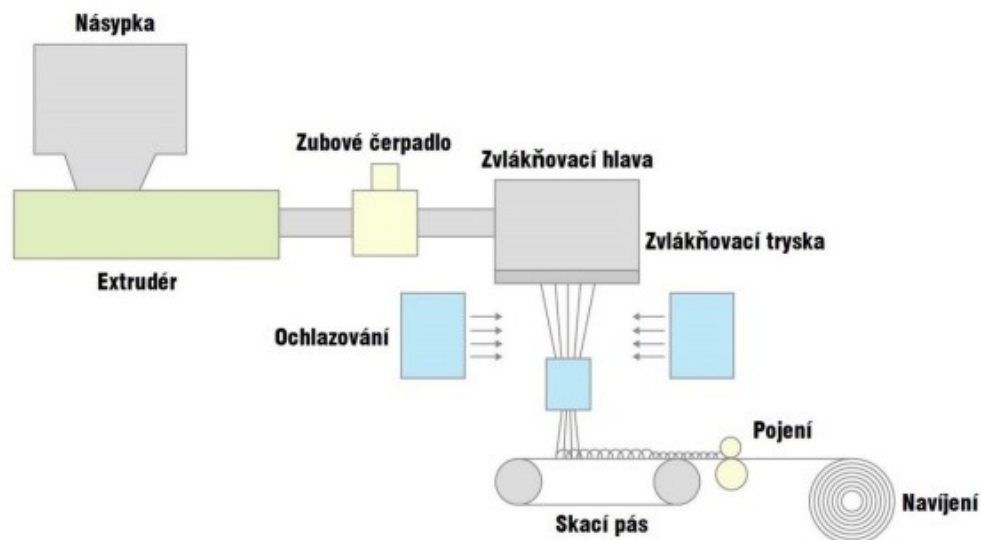 Násypka
Zubové čerpadlo
Zvlákňovací hlava
Zvlákňovací tryska
Extrudér
Ochlazování
Pojení
Navíjení
Skací pás